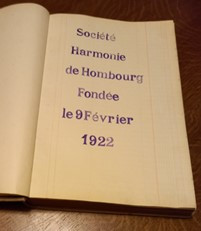 Société
Harmonie
de Hombourg
Fondée
le 9 Février
1922